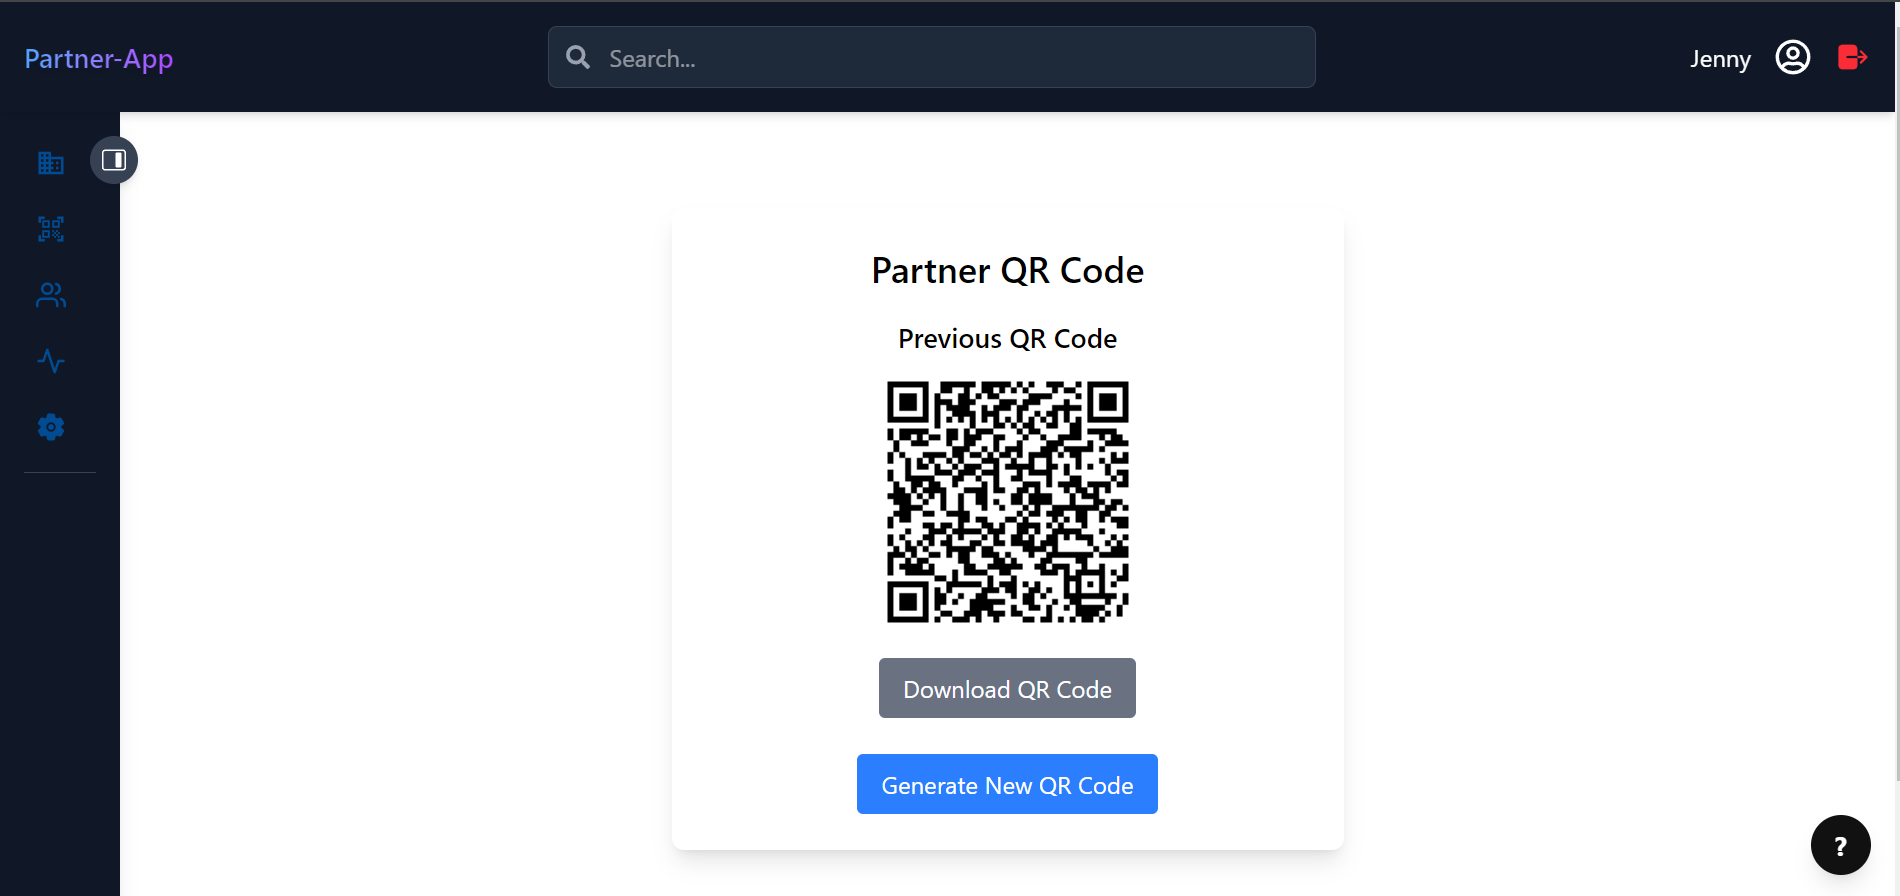 Partner-App
Search...
Jenny
Partner QR Code
Previous QR Code
Download QR Code
Generate New QR Code
?